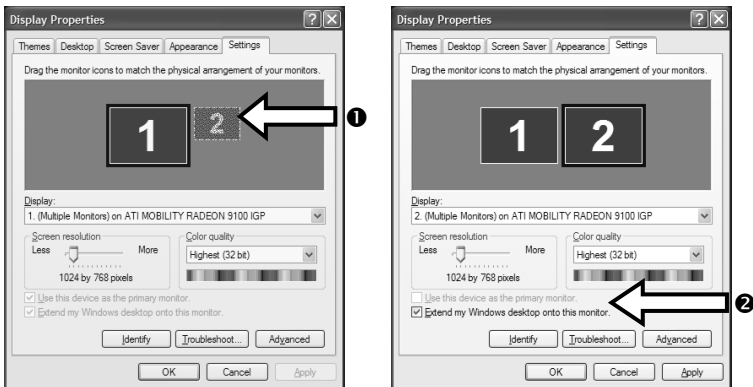 Display Properties
Themes Desktop Screen Saver Appearance Settings
Drag the monitor icons to match the physical arrangement of your monitors.
1 2
❶
Display:
1. (Multiple Monitors) on ATI MOBILITY RADEON 9100 IGP
Screen resolution
Less More
1024 by 768 pixels
Color quality
Highest (32 bit)
Use this device as the primary monitor.
Extend my Windows desktop onto this monitor.
Identify Troubleshoot... Advanced
OK Cancel Apply
Display Properties
Themes Desktop Screen Saver Appearance Settings
Drag the monitor icons to match the physical arrangement of your monitors.
1 2
Display:
2. (Multiple Monitors) on ATI MOBILITY RADEON 9100 IGP
Screen resolution
Less More
1024 by 768 pixels
Color quality
Highest (32 bit)
Use this device as the primary monitor.
Extend my Windows desktop onto this monitor.
❷
Identify Troubleshoot... Advanced
OK Cancel Apply